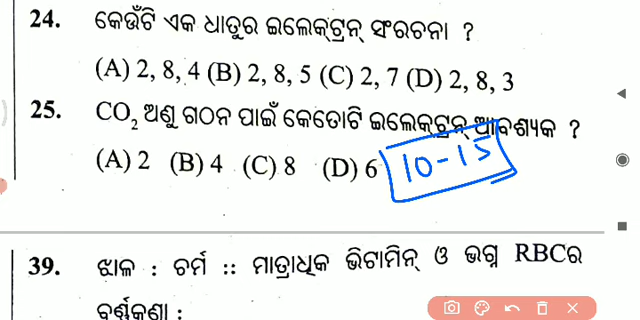 24. କେଉଁଟି ଏକ ଧାତୁର ଇଲେକ୍ଟ୍ରନ୍ ସଂରଚନା ?
(A) 2, 8, 4 (B) 2, 8, 5 (C) 2, 7 (D) 2, 8, 3
25. CO₂ ଅଣୁ ଗଠନ ପାଇଁ କେତୋଟି ଇଲେକ୍ଟ୍ରନ୍ ଆବଶ୍ୟକ ?
(A) 2 (B) 4 (C) 8 (D) 6 10-15
39. ଝାଳ : ଚର୍ମ :: ମାତ୍ରାଧିକ ଭିଟାମିନ୍ ଓ ଭଗ୍ନ RBCର
ବର୍ଣ୍ଣକଣା :